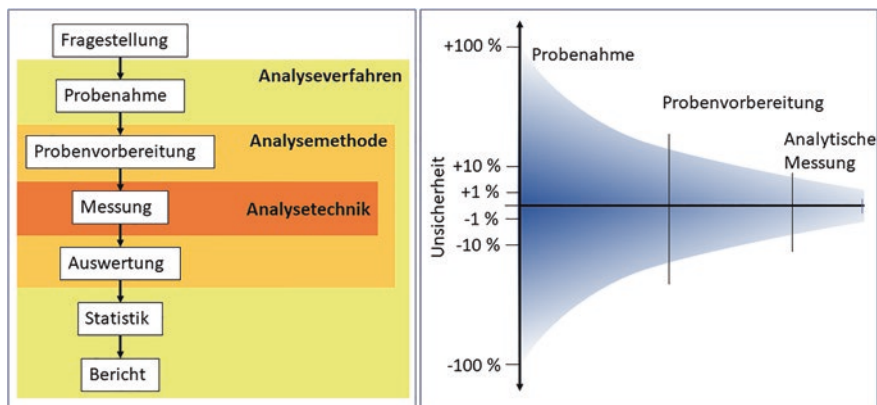 Fragestellung
Analyseverfahren
Probenahme
Analysemethode
Probenvorbereitung
Messung
Analysetechnik
Auswertung
Statistik
Bericht
Unsicherheit
+100 %
+10 %
+1 %
-1 %
-10 %
-100 %
Probenahme
Probenvorbereitung
Analytische
Messung